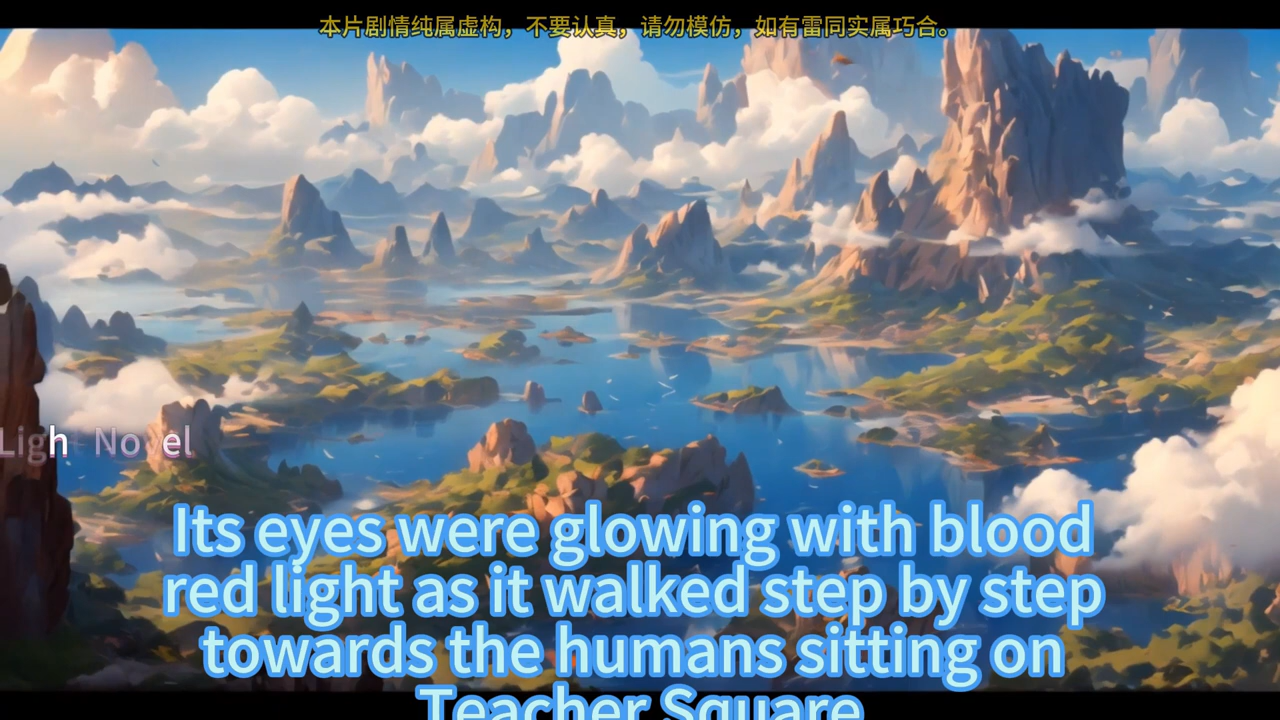 本片剧情纯属虚构，不要认真，请勿模仿，如有雷同实属巧合。
Ligh Novel
Its eyes were glowing with blood
red light as it walked step by step
towards the humans sitting on
Teacher Square